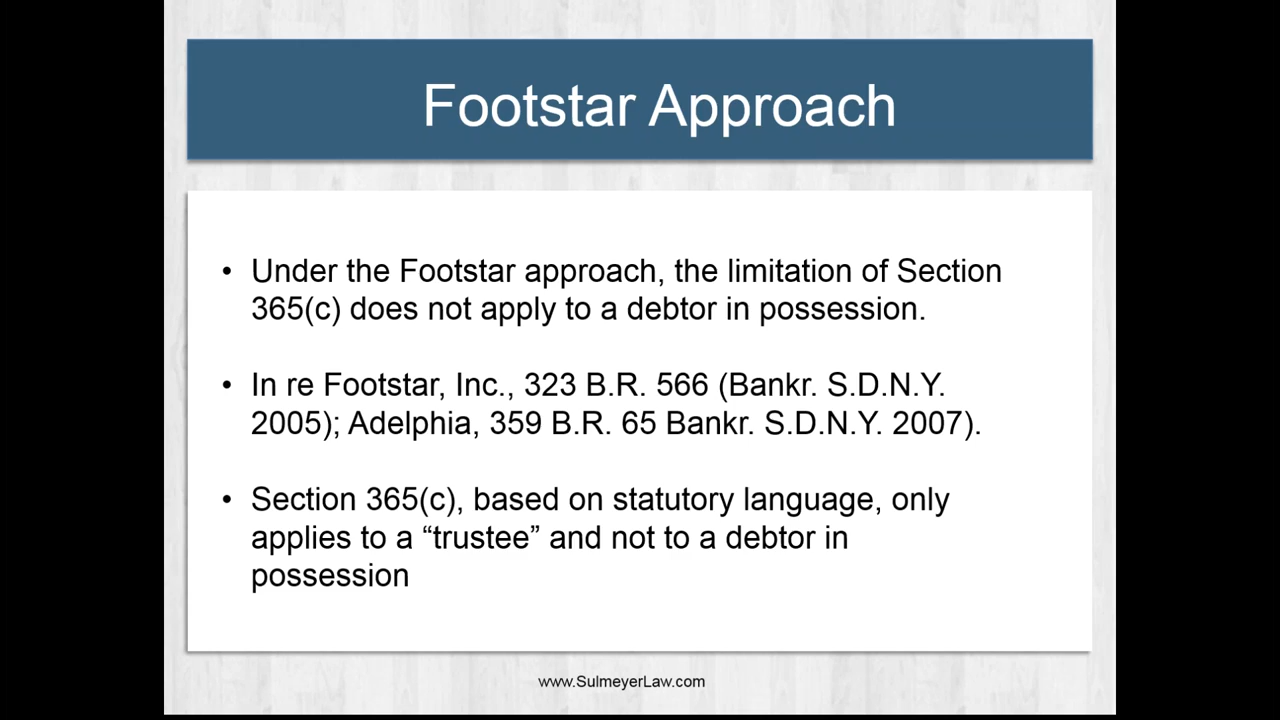 Footstar Approach
• Under the Footstar approach, the limitation of Section
365(c) does not apply to a debtor in possession.
• In re Footstar, Inc., 323 B.R. 566 (Bankr. S.D.N.Y.
2005); Adelphia, 359 B.R. 65 Bankr. S.D.N.Y. 2007).
• Section 365(c), based on statutory language, only
applies to a “trustee” and not to a debtor in
possession
www.SulmeyerLaw.com